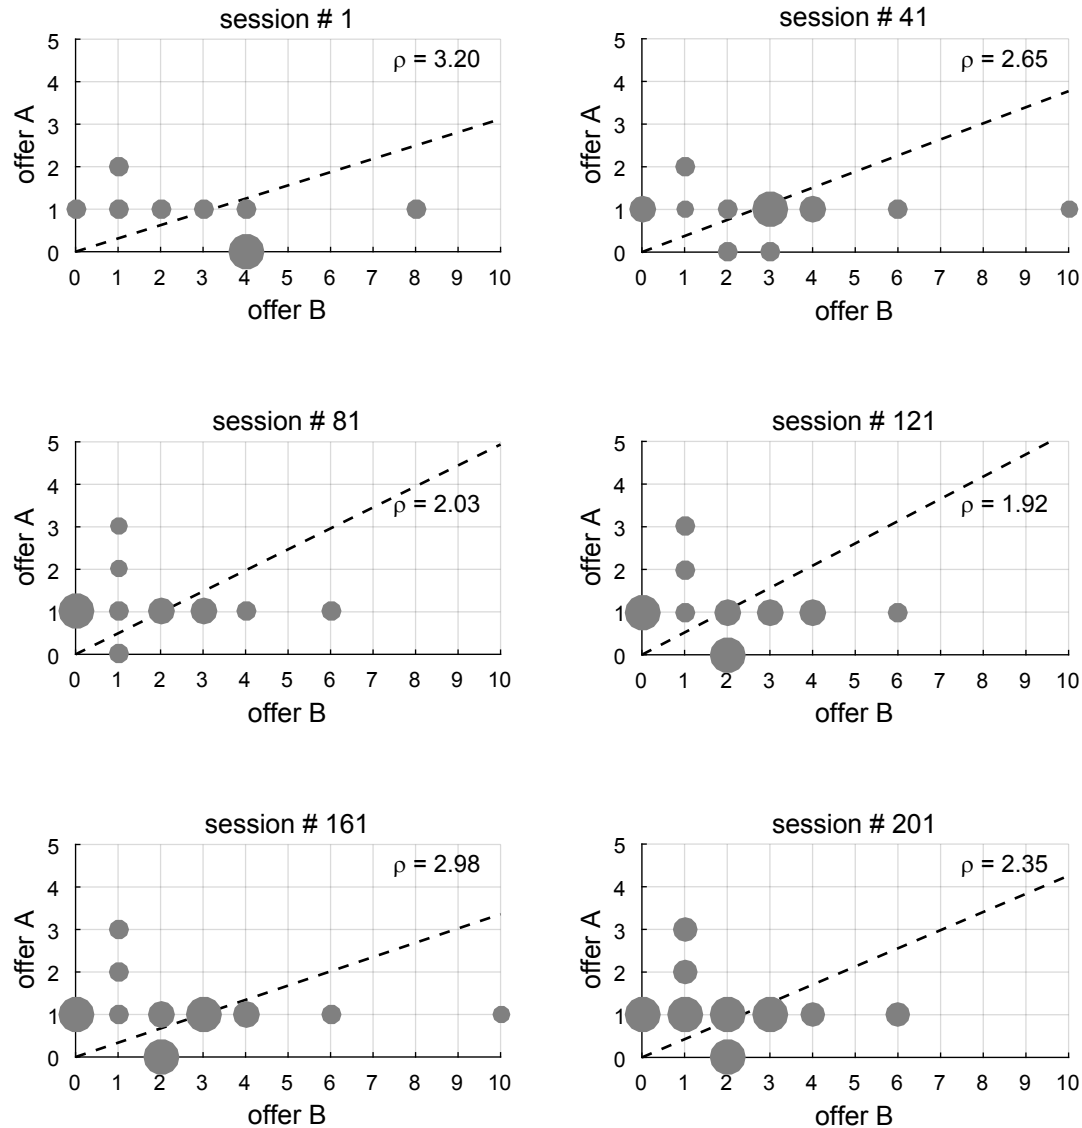 session # 1
ρ = 3.20
offer A
5
4
3
2
1
0
0 1 2 3 4 5 6 7 8 9 10
offer B
session # 41
ρ = 2.65
offer A
5
4
3
2
1
0
0 1 2 3 4 5 6 7 8 9 10
offer B
session # 81
ρ = 2.03
offer A
5
4
3
2
1
0
0 1 2 3 4 5 6 7 8 9 10
offer B
session # 121
ρ = 1.92
offer A
5
4
3
2
1
0
0 1 2 3 4 5 6 7 8 9 10
offer B
session # 161
ρ = 2.98
offer A
5
4
3
2
1
0
0 1 2 3 4 5 6 7 8 9 10
offer B
session # 201
ρ = 2.35
offer A
5
4
3
2
1
0
0 1 2 3 4 5 6 7 8 9 10
offer B